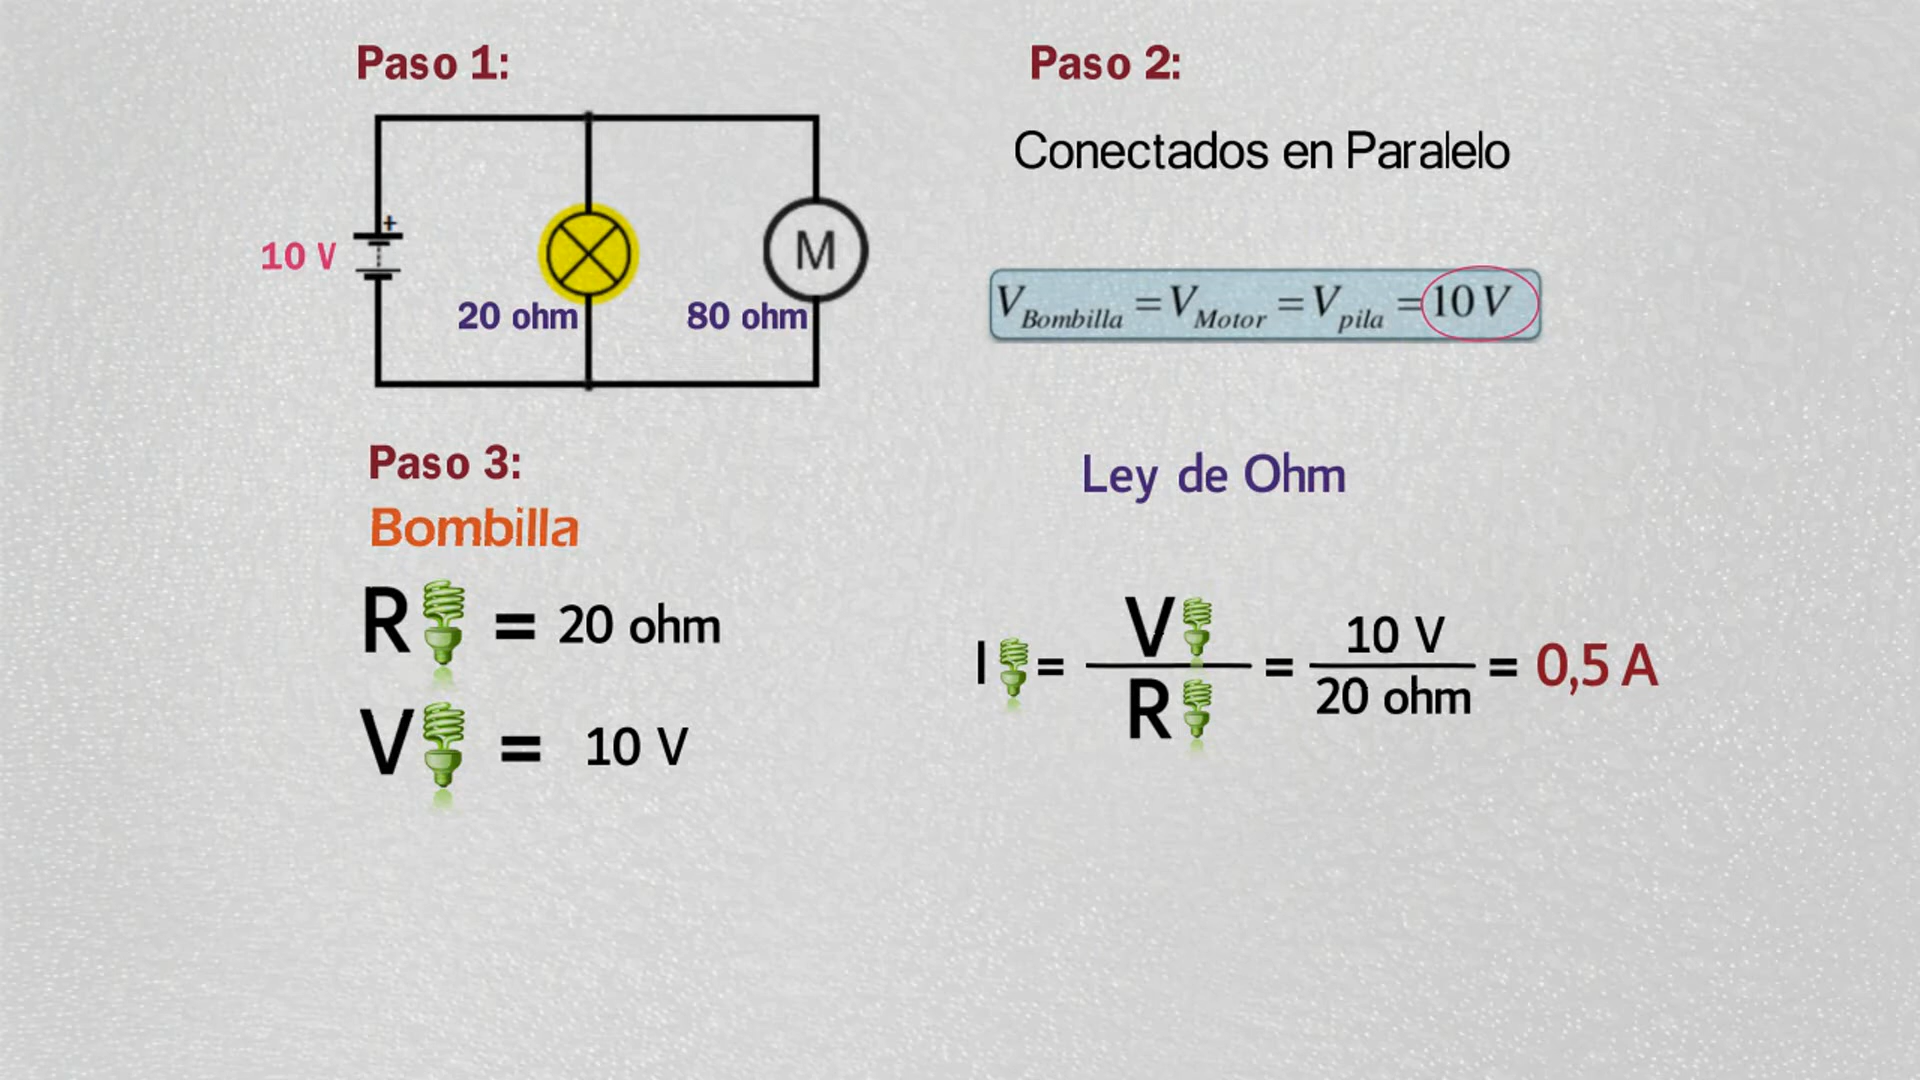 Paso 1:
+
10 V
M
20 ohm
80 ohm
Paso 2:
Conectados en Paralelo
V Bombilla = V Motor = V pila = 10 V
Paso 3:
Bombilla
R = 20 ohm
V = 10 V
Ley de Ohm
I = V / R = 10 V / 20 ohm = 0,5 A